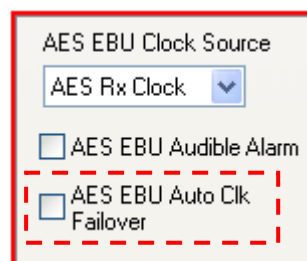 AES EBU Clock Source
AES Rx Clock
AES EBU Audible Alarm
AES EBU Auto Clk
Failover